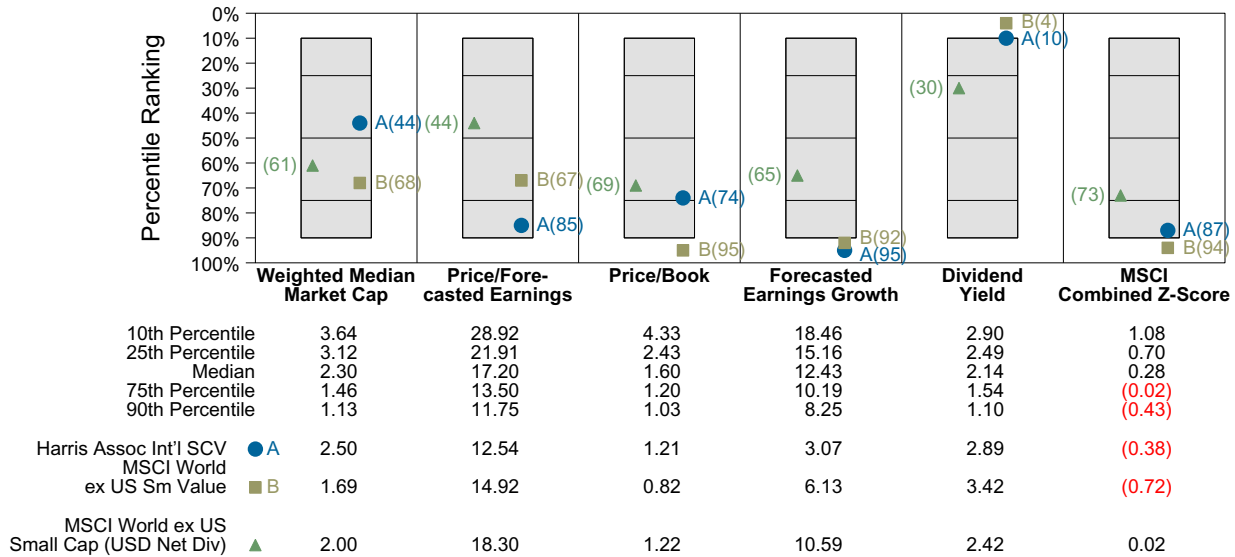 Percentile Ranking
0%
10%
20%
30%
40%
50%
60%
70%
80%
90%
100%
(61)
A(44)
B(68)
(44)
B(67)
A(85)
(69)
A(74)
B(95)
(65)
B(92)
A(95)
(30)
B(4)
A(10)
(73)
A(87)
B(94)
Weighted Median
Market Cap
Price/Fore-
casted Earnings
Price/Book
Forecasted
Earnings Growth
Dividend
Yield
MSCI
Combined Z-Score
10th Percentile 3.64 28.92 4.33 18.46 2.90 1.08
25th Percentile 3.12 21.91 2.43 15.16 2.49 0.70
Median 2.30 17.20 1.60 12.43 2.14 0.28
75th Percentile 1.46 13.50 1.20 10.19 1.54 (0.02)
90th Percentile 1.13 11.75 1.03 8.25 1.10 (0.43)
Harris Assoc Int'l SCV A 2.50 12.54 1.21 3.07 2.89 (0.38)
MSCI World
ex US Sm Value B 1.69 14.92 0.82 6.13 3.42 (0.72)
MSCI World ex US
Small Cap (USD Net Div) 2.00 18.30 1.22 10.59 2.42 0.02